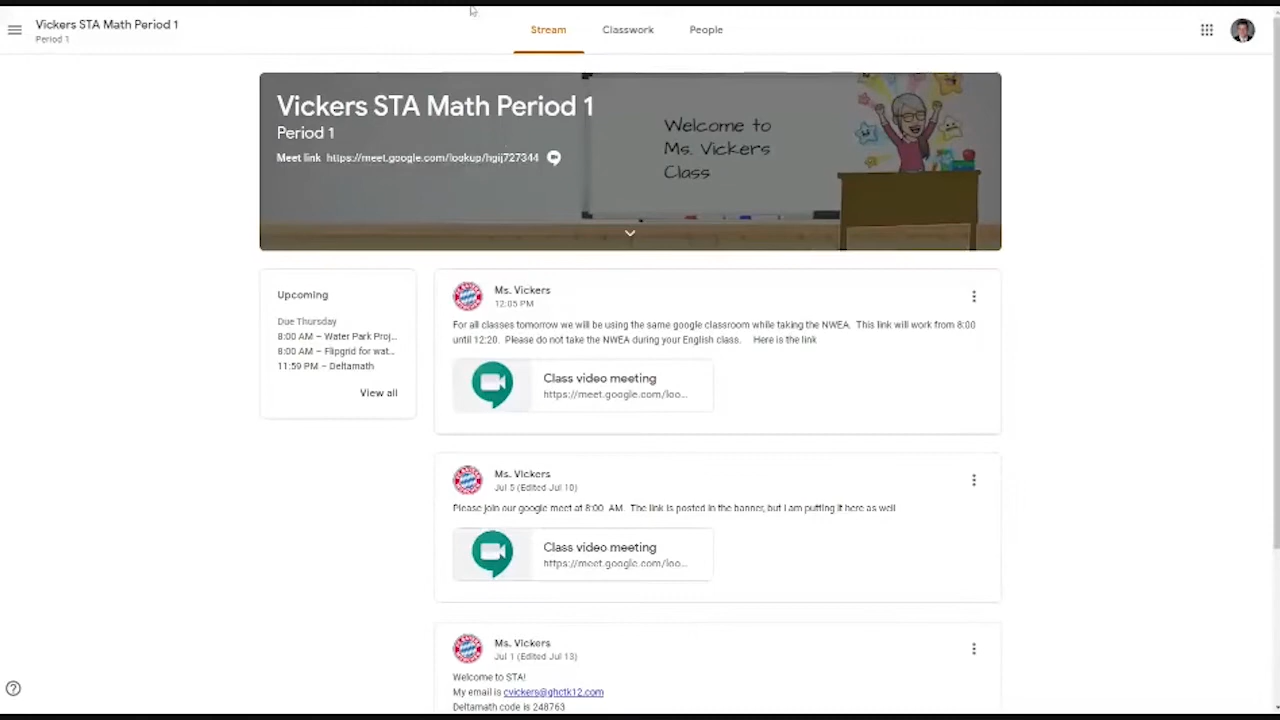 Vickers STA Math Period 1
Period 1
Stream
Classwork
People
Vickers STA Math Period 1
Period 1
Meet link https://meet.google.com/lookup/hgij727344
Welcome to
Ms. Vickers
Class
Upcoming
Due Thursday
8:00 AM – Water Park Proj...
8:00 AM – Flipgrid for wat...
11:59 PM – Deltamath
View all
Ms. Vickers
12:05 PM
For all classes tomorrow we will be using the same google classroom while taking the NWEA. This link will work from 8:00
until 12:20. Please do not take the NWEA during your English class. Here is the link
Class video meeting
https://meet.google.com/loo...
Ms. Vickers
Jul 5 (Edited Jul 10)
Please join our google meet at 8:00 AM. The link is posted in the banner, but I am putting it here as well
Class video meeting
https://meet.google.com/loo...
Ms. Vickers
Jul 1 (Edited Jul 13)
Welcome to STA!
My email is cvickers@ghctk12.com
Deltamath code is 248763